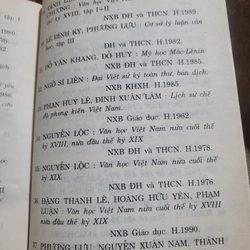 kỷ XVIII, tập I+II
NXB ĐH và THCN. H.1989.
LÊ ĐÌNH KỴ, PHƯƠNG LỰU : Cơ sở lý luận văn
học, tập III
ĐH và THCN. H.1985.
ĐỖ VĂN KHANG, ĐỖ HUY : Mỹ học Mác-Lênin
NXB ĐH và THCN. H.1985.
NGÔ SĨ LIÊN : Đại Việt sử ký toàn thư, bản dịch.
NXB KHXH. H.1985.
PHAN HUY LÊ, ĐINH XUÂN LÂM : Lịch sử chế
độ phong kiến Việt Nam.
NXB Giáo dục. H.1962.
NGUYỄN LỘC : Văn học Việt Nam nửa cuối thế
kỷ XVIII, nửa đầu thế kỷ XIX
NXB ĐH và THCN. H.1978.
NGUYỄN LỘC : Văn học Việt Nam nửa cuối thế
kỷ XIX
NXB ĐH và THCN. H.1976.
36. ĐẶNG THANH LÊ, HOÀNG HỮU YÊN, PHẠM
LUẬN : Văn học Việt Nam nửa cuối thế kỷ XVIII
nửa đầu thế kỷ XIX
NXB Giáo dục. H.1990.
37. PHƯƠNG LỰU, NGUYỄN XUÂN NAM, THÀNH